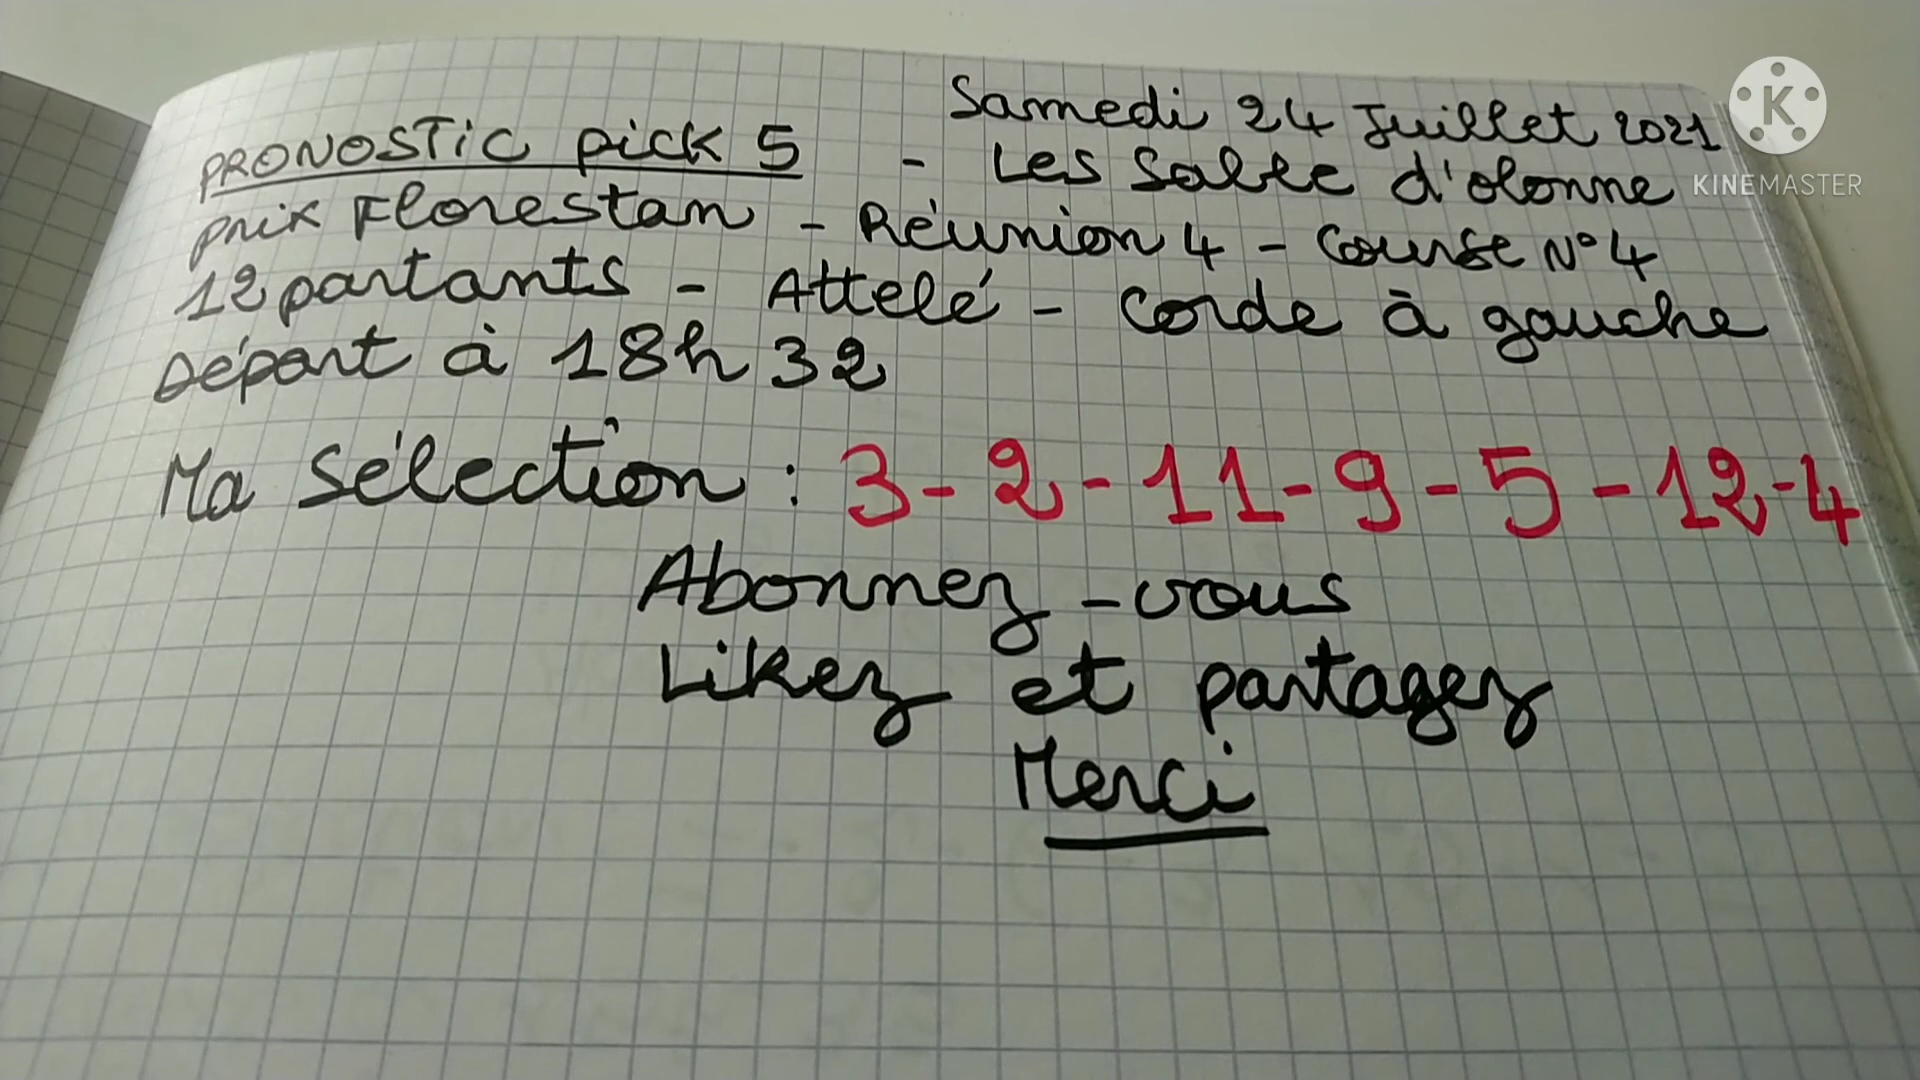 Samedi 24 Juillet 2021
PRONOSTIC pick 5 - Les Sable d'olonne
prix Florestan - Réunion 4 - Course N°4
12 partants - Attelé - Corde à gauche
Départ à 18h32
Ma Sélection : 3 - 2 - 11 - 9 - 5 - 12 - 4
Abonnez-vous
Likez et partagez
Merci
K
KINEMASTER